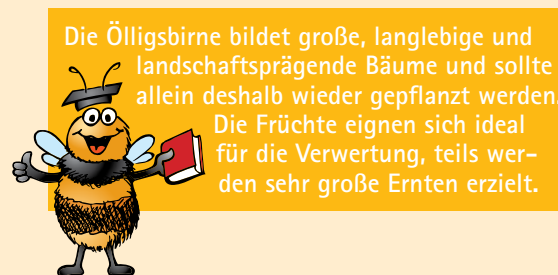 Die Ölligsbirne bildet große, langlebige und
landschaftsprägende Bäume und sollte
allein deshalb wieder gepflanzt werden.
Die Früchte eignen sich ideal
für die Verwertung, teils wer-
den sehr große Ernten erzielt.